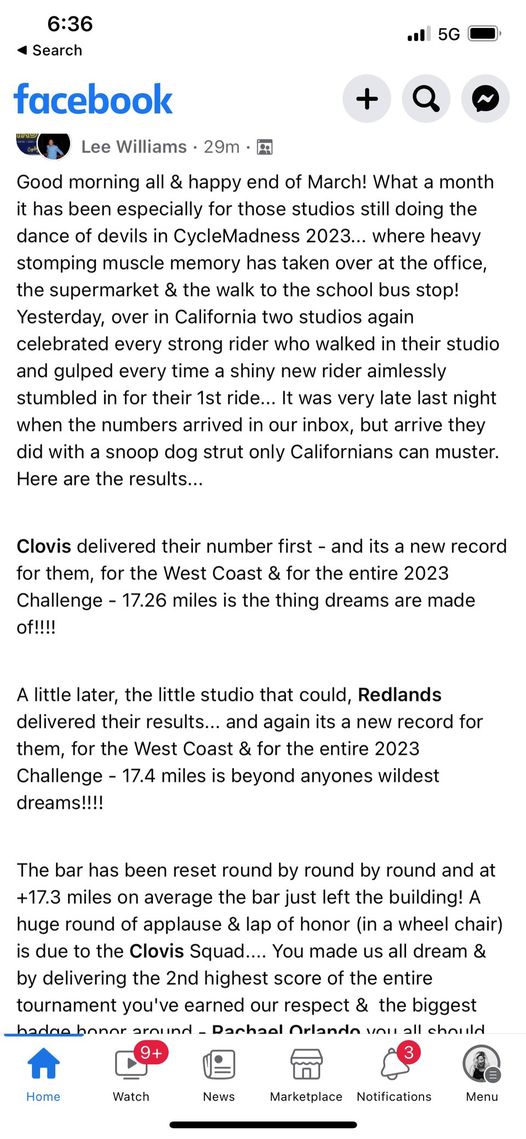 6:36
5G
◄ Search
facebook
Lee Williams · 29m ·
Good morning all & happy end of March! What a month
it has been especially for those studios still doing the
dance of devils in CycleMadness 2023... where heavy
stomping muscle memory has taken over at the office,
the supermarket & the walk to the school bus stop!
Yesterday, over in California two studios again
celebrated every strong rider who walked in their studio
and gulped every time a shiny new rider aimlessly
stumbled in for their 1st ride... It was very late last night
when the numbers arrived in our inbox, but arrive they
did with a snoop dog strut only Californians can muster.
Here are the results...
Clovis delivered their number first - and its a new record
for them, for the West Coast & for the entire 2023
Challenge - 17.26 miles is the thing dreams are made
of!!!!
A little later, the little studio that could, Redlands
delivered their results... and again its a new record for
them, for the West Coast & for the entire 2023
Challenge - 17.4 miles is beyond anyones wildest
dreams!!!!
The bar has been reset round by round by round and at
+17.3 miles on average the bar just left the building! A
huge round of applause & lap of honor (in a wheel chair)
is due to the Clovis Squad.... You made us all dream &
by delivering the 2nd highest score of the entire
tournament you've earned our respect & the biggest
badge honor around - Rachael Orlando you all should
9+
3
Home
Watch
News
Marketplace
Notifications
Menu